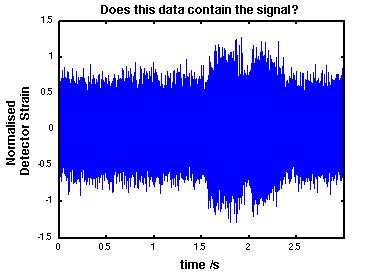 Does this data contain the signal?
1.5
1
0.5
0
-0.5
-1
-1.5
Normalised
Detector Strain
0 0.5 1 1.5 2 2.5
time /s